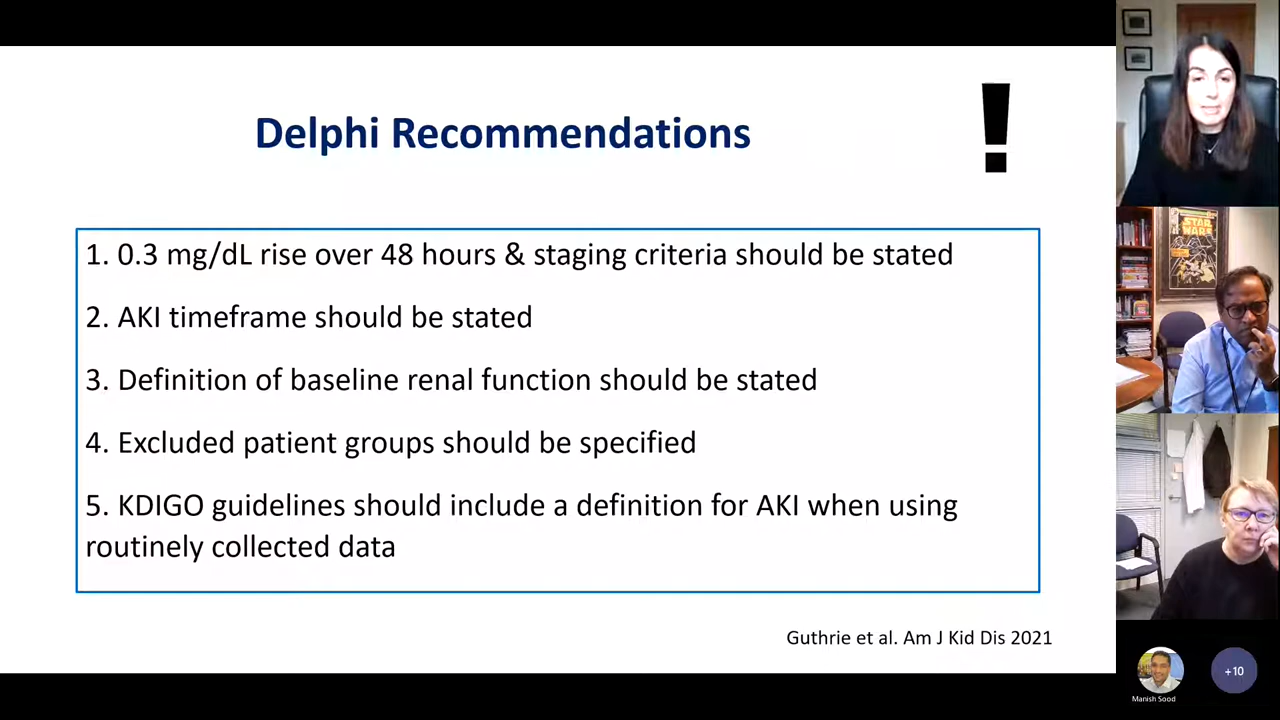 Delphi Recommendations
!
1. 0.3 mg/dL rise over 48 hours & staging criteria should be stated
2. AKI timeframe should be stated
3. Definition of baseline renal function should be stated
4. Excluded patient groups should be specified
5. KDIGO guidelines should include a definition for AKI when using
routinely collected data
Guthrie et al. Am J Kid Dis 2021
STAR
WARS
Manish Sood
+10